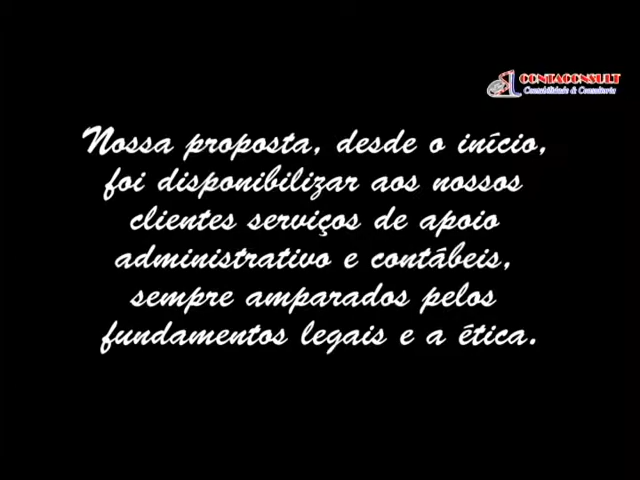 CONTACONSULT
Contabilidade & Consultoria
Nossa proposta, desde o início,
foi disponibilizar aos nossos
clientes serviços de apoio
administrativo e contábeis,
sempre amparados pelos
fundamentos legais e a ética.